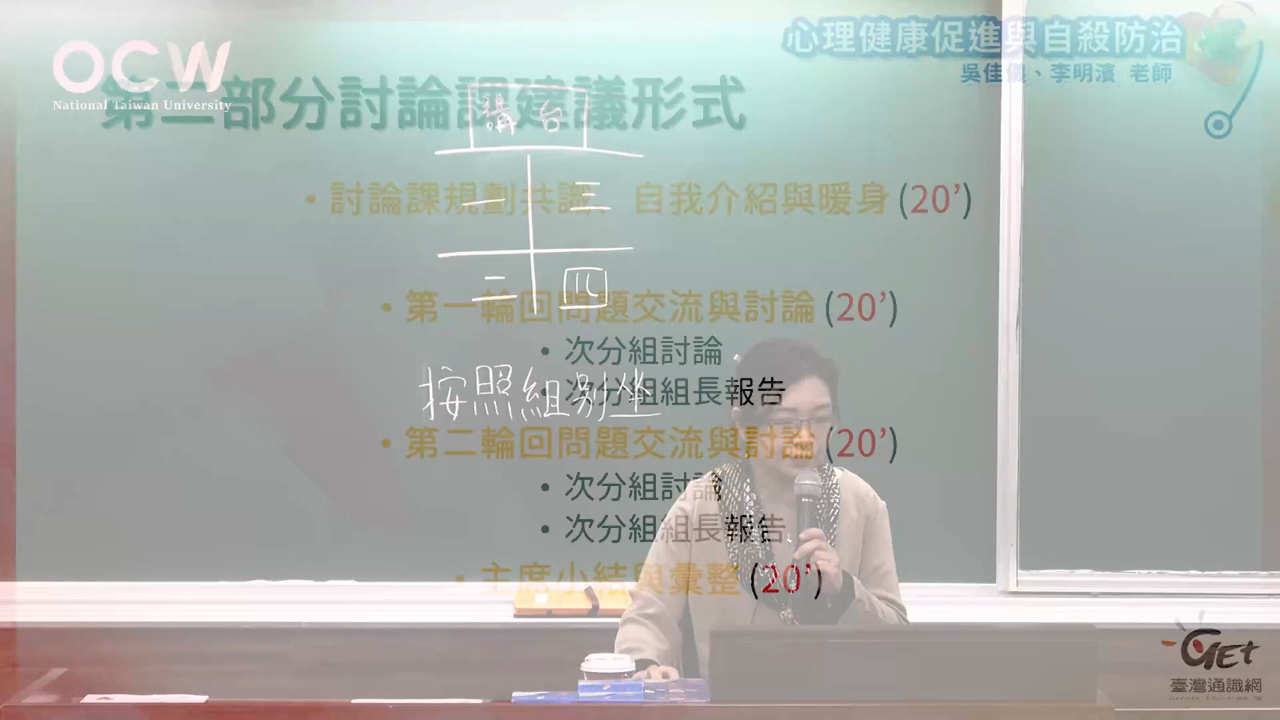 OCW
National Taiwan University
心理健康促進與自殺防治
吳佳儀、李明濱 老師
第二部分討論課建議形式
講台
• 討論課規劃共識、自我介紹與暖身 (20’)
一 三
二 四
• 第一輪回問題交流與討論 (20’)
• 次分組討論
• 次分組組長報告
按照組別坐
• 第二輪回問題交流與討論 (20’)
• 次分組討論
• 次分組組長報告
• 主席小結與彙整 (20’)
GET
臺灣通識網